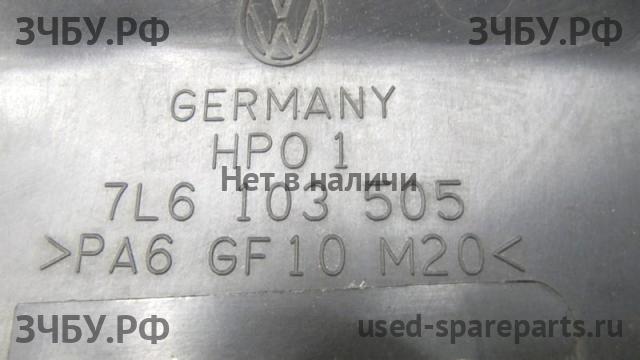 ЗЧБУ.РФ ЗЧБУ.РФ
GERMANY
HPO 1
Нет в наличи
7L6 103 505
>PA6 GF10 M20<
ЗЧБУ.РФ used-spareparts.ru